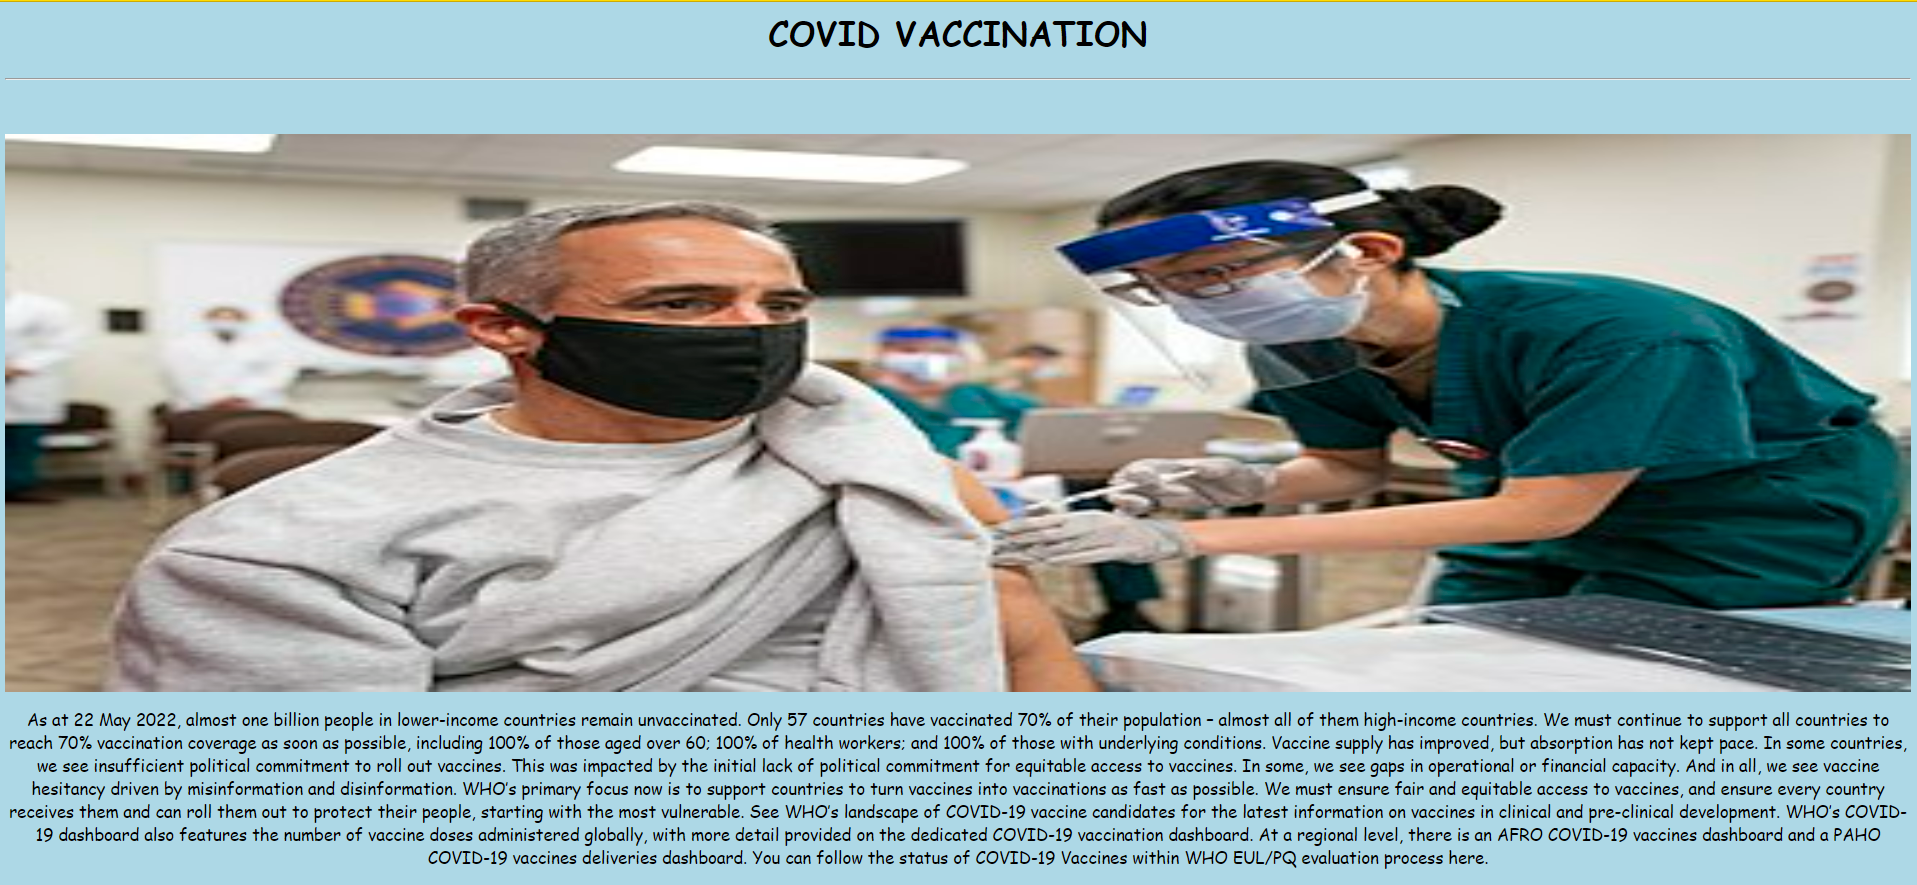 COVID VACCINATION
As at 22 May 2022, almost one billion people in lower-income countries remain unvaccinated. Only 57 countries have vaccinated 70% of their population – almost all of them high-income countries. We must continue to support all countries to
reach 70% vaccination coverage as soon as possible, including 100% of those aged over 60; 100% of health workers; and 100% of those with underlying conditions. Vaccine supply has improved, but absorption has not kept pace. In some countries,
we see insufficient political commitment to roll out vaccines. This was impacted by the initial lack of political commitment for equitable access to vaccines. In some, we see gaps in operational or financial capacity. And in all, we see vaccine
hesitancy driven by misinformation and disinformation. WHO's primary focus now is to support countries to turn vaccines into vaccinations as fast as possible. We must ensure fair and equitable access to vaccines, and ensure every country
receives them and can roll them out to protect their people, starting with the most vulnerable. See WHO's landscape of COVID-19 vaccine candidates for the latest information on vaccines in clinical and pre-clinical development. WHO's COVID-
19 dashboard also features the number of vaccine doses administered globally, with more detail provided on the dedicated COVID-19 vaccination dashboard. At a regional level, there is an AFRO COVID-19 vaccines dashboard and a PAHO
COVID-19 vaccines deliveries dashboard. You can follow the status of COVID-19 Vaccines within WHO EUL/PQ evaluation process here.